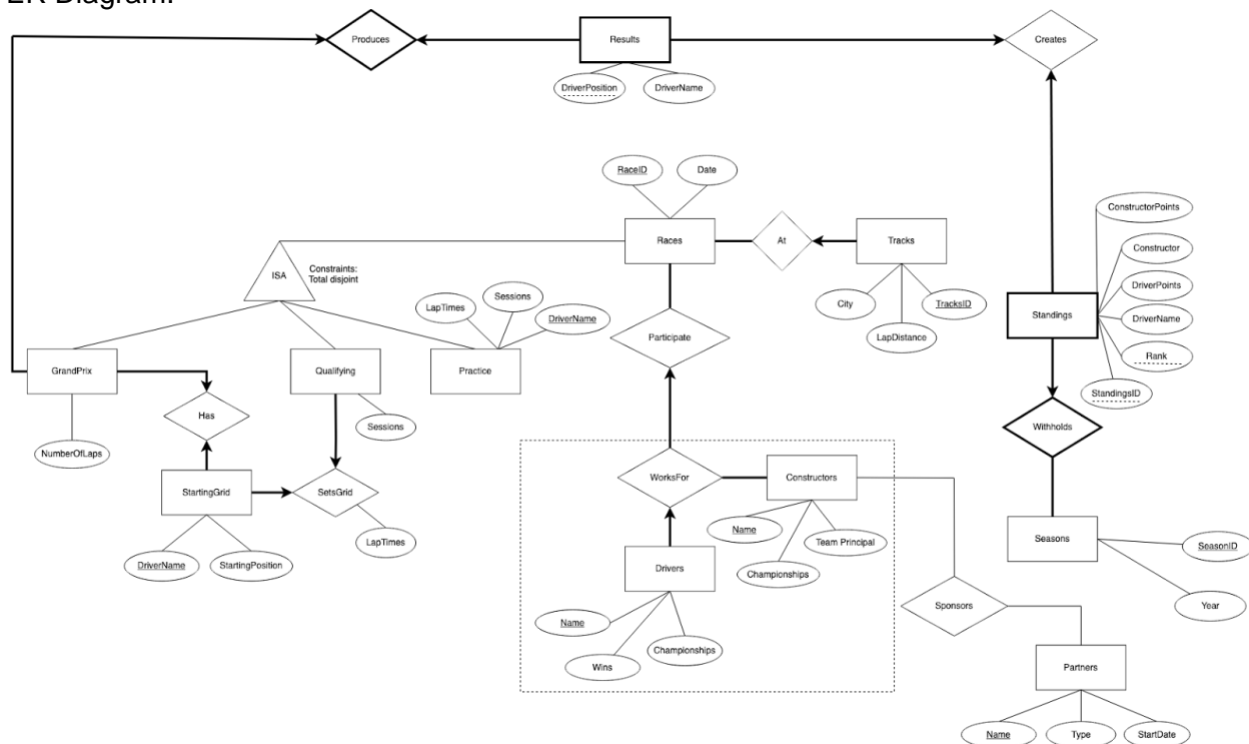 ER Diagram:
Produces
Results
Creates
DriverPosition
DriverName
RaceID
Date
Races
At
Tracks
City
LapDistance
TracksID
ISA
Constraints:
Total disjoint
LapTimes
Sessions
DriverName
Practice
Participate
ConstructorPoints
Constructor
DriverPoints
DriverName
Rank
StandingsID
Standings
GrandPrix
Qualifying
Has
Sessions
NumberOfLaps
StartingGrid
SetsGrid
LapTimes
DriverName
StartingPosition
WorksFor
Constructors
Name
Team Principal
Championships
Drivers
Name
Wins
Championships
Withholds
Seasons
SeasonID
Year
Sponsors
Partners
Name
Type
StartDate